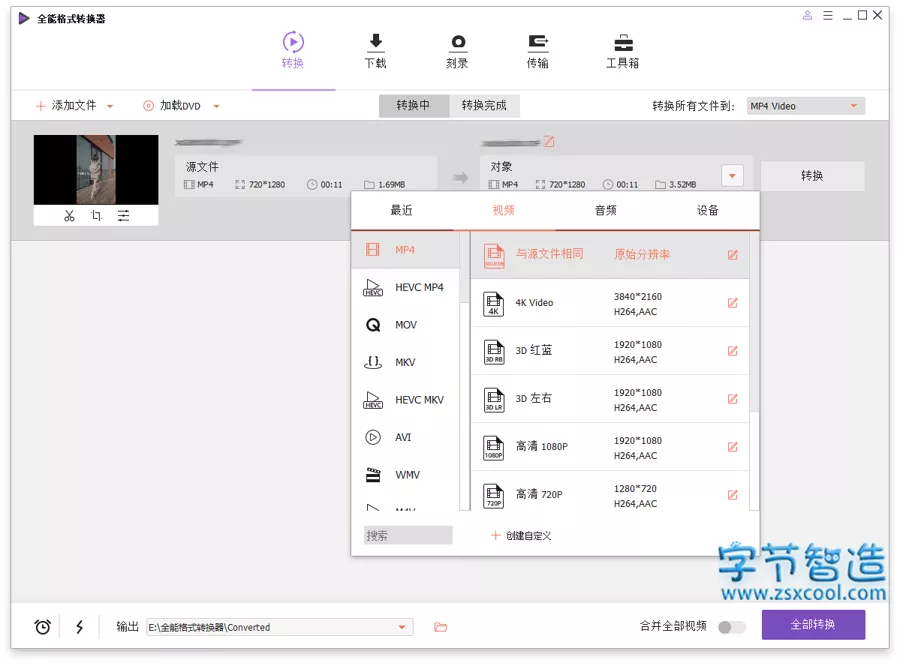 全能格式转换器
转换
下载
刻录
传输
工具箱
添加文件
加载DVD
转换中
转换完成
转换所有文件到:
MP4 Video
源文件
MP4
720*1280
00:11
1.69MB
对象
MP4
720*1280
00:11
3.52MB
转换
最近
视频
音频
设备
MP4
HEVC MP4
MOV
MKV
HEVC MKV
AVI
WMV
M4V
搜索
与源文件相同
原始分辨率
4K Video
3840*2160
H264,AAC
3D 红蓝
1920*1080
H264,AAC
3D 左右
1920*1080
H264,AAC
高清 1080P
1920*1080
H264,AAC
高清 720P
1280*720
H264,AAC
创建自定义
字节智造
www.zsxcool.com
输出
E:\全能格式转换器\Converted
合并全部视频
全部转换